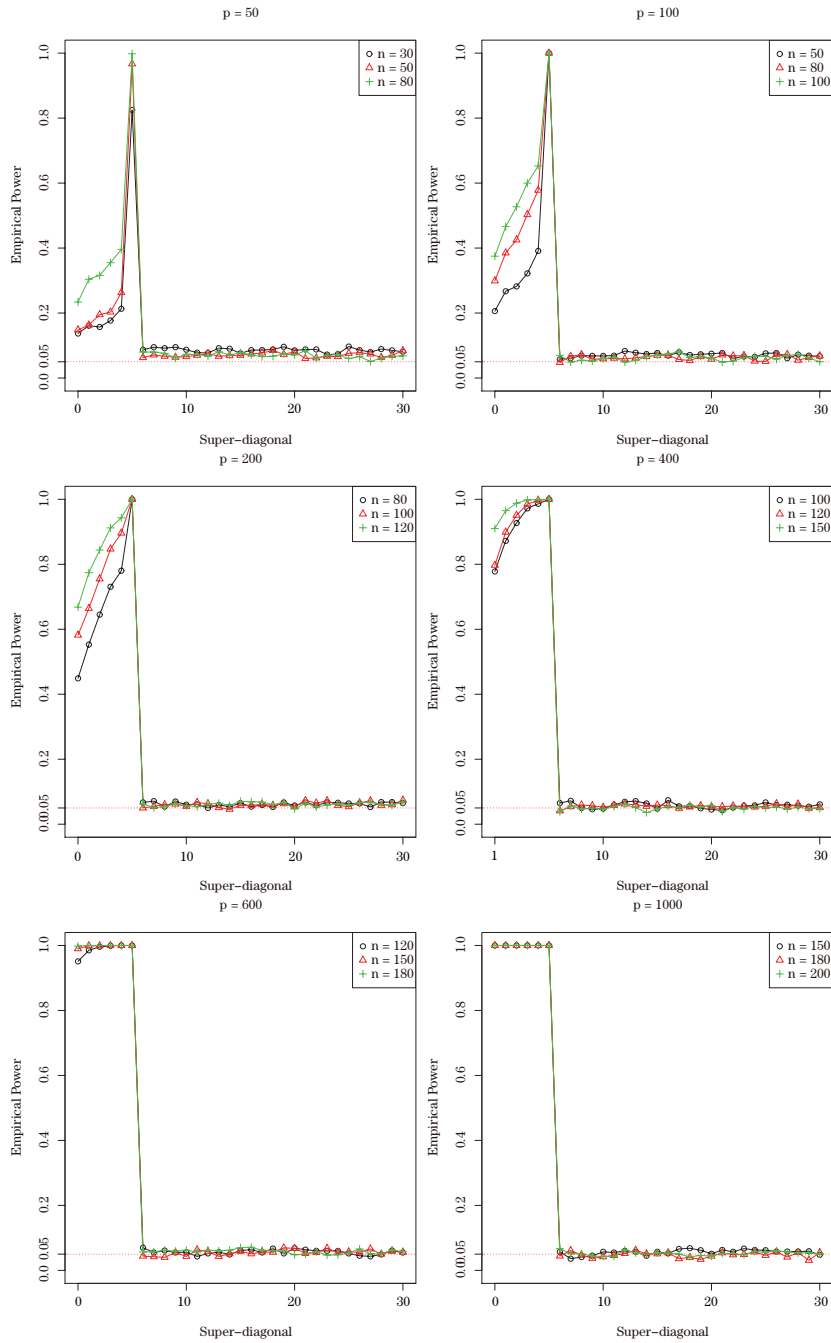 p = 50
n = 30
n = 50
n = 80
Empirical Power
1.0
0.8
0.6
0.4
0.2
0.05
0.0
0
10
20
30
Super-diagonal
p = 100
n = 50
n = 80
n = 100
Empirical Power
1.0
0.8
0.6
0.4
0.2
0.05
0.0
0
10
20
30
Super-diagonal
p = 200
n = 80
n = 100
n = 120
Empirical Power
1.0
0.8
0.6
0.4
0.2
0.05
0.0
0
10
20
30
Super-diagonal
p = 400
n = 100
n = 120
n = 150
Empirical Power
1.0
0.8
0.6
0.4
0.2
0.05
0.0
1
10
20
30
Super-diagonal
p = 600
n = 120
n = 150
n = 180
Empirical Power
1.0
0.8
0.6
0.4
0.2
0.05
0.0
0
10
20
30
Super-diagonal
p = 1000
n = 150
n = 180
n = 200
Empirical Power
1.0
0.8
0.6
0.4
0.2
0.05
0.0
0
10
20
30
Super-diagonal